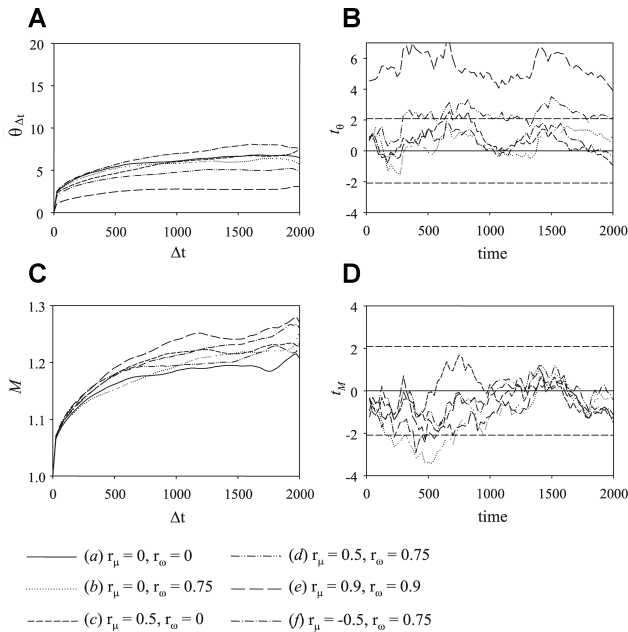 A
B
20
15
10
5
0
θΔt
0 500 1000 1500 2000
Δt
6
4
2
0
-2
-4
tθ
0 500 1000 1500 2000
time
C
D
1.3
1.2
1.1
1.0
M
0 500 1000 1500 2000
Δt
4
2
0
-2
-4
tM
0 500 1000 1500 2000
time
(a) rμ = 0, rω = 0
(d) rμ = 0.5, rω = 0.75
(b) rμ = 0, rω = 0.75
(e) rμ = 0.9, rω = 0.9
(c) rμ = 0.5, rω = 0
(f) rμ = -0.5, rω = 0.75